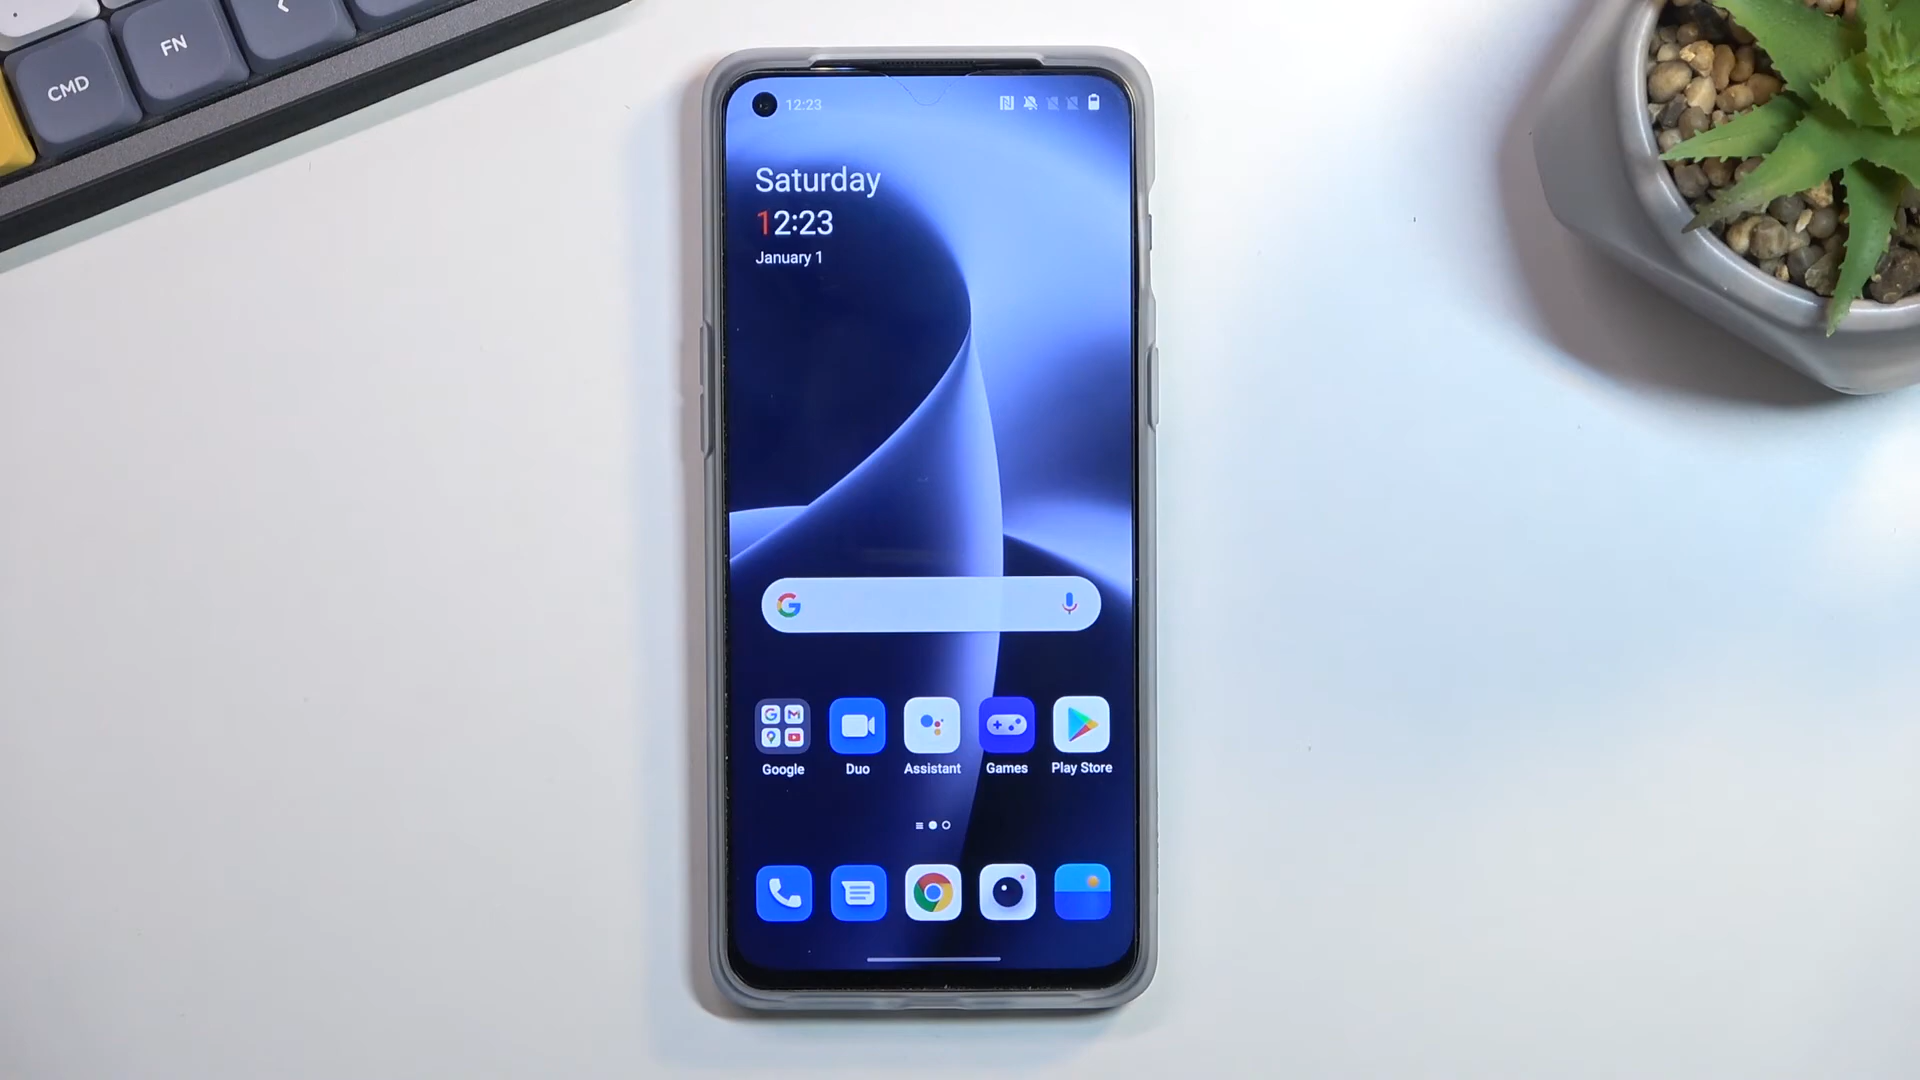 CMD
FN
12:23
Saturday
12:23
January 1
Google
Duo
Assistant
Games
Play Store